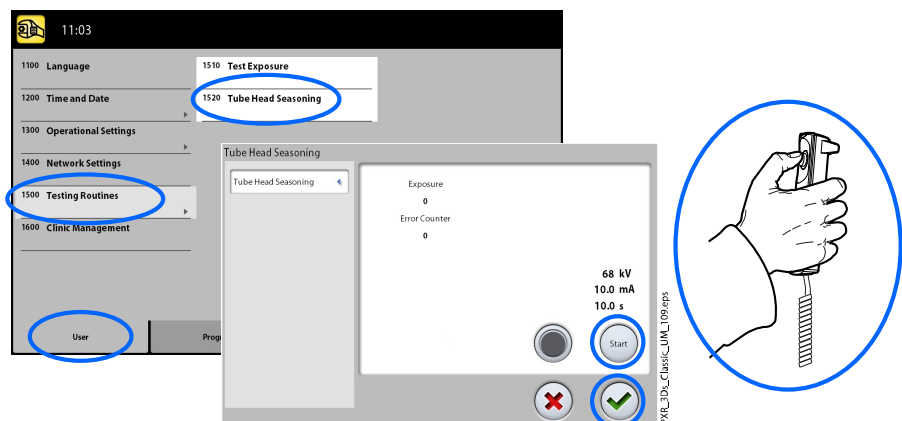 11:03
1100 Language
1200 Time and Date
1300 Operational Settings
1400 Network Settings
1500 Testing Routines
1600 Clinic Management
1510 Test Exposure
1520 Tube Head Seasoning
User
Prog
Tube Head Seasoning
Tube Head Seasoning
Exposure
0
Error Counter
0
68 kV
10.0 mA
10.0 s
Start
PXR_3Ds_Classic_UM_109.eps